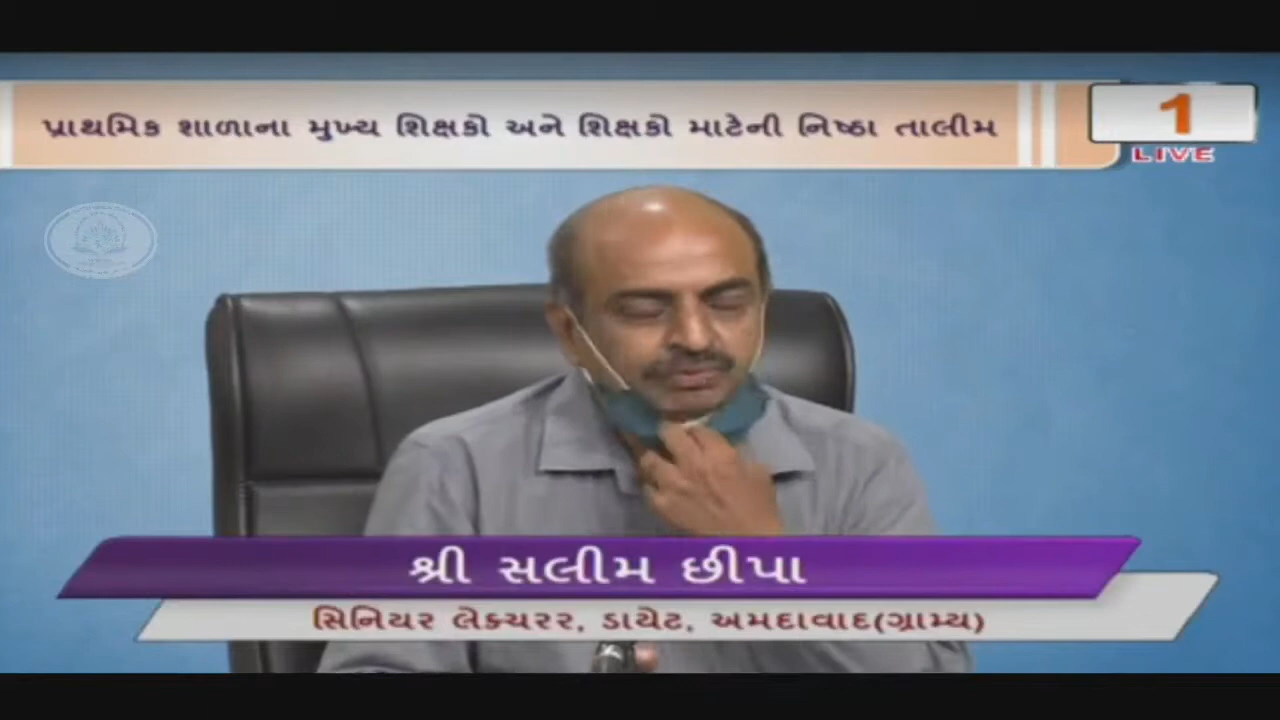 પ્રાથમિક શાળાના મુખ્ય શિક્ષકો અને શિક્ષકો માટેની નિષ્ઠા તાલીમ
1
LIVE
શ્રી સલીમ છીપા
સિનિયર લેક્ચરર, ડાયેટ, અમદાવાદ(ગ્રામ્ય)